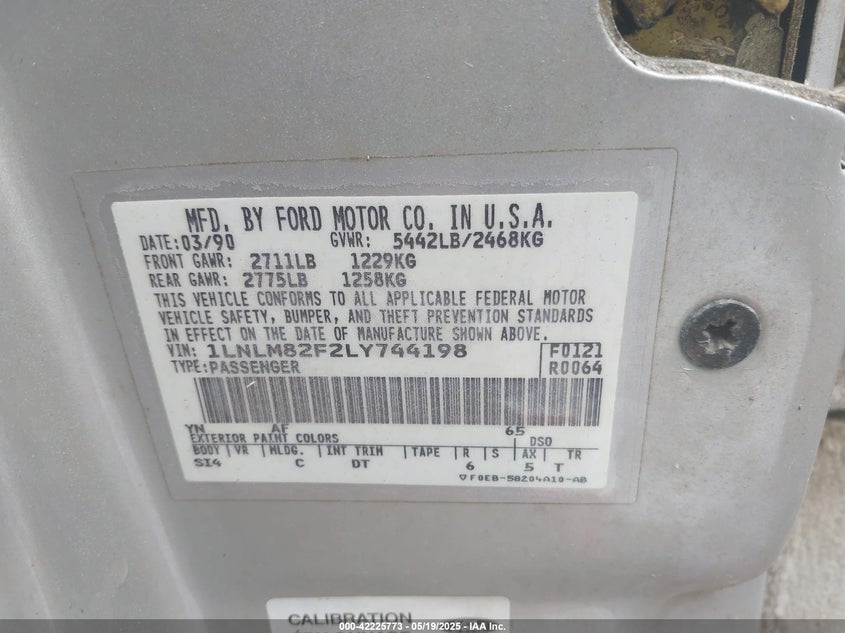 MFD. BY FORD MOTOR CO. IN U.S.A.
DATE: 03/90 GVWR: 5442LB/2468KG
FRONT GAWR: 2711LB 1229KG
REAR GAWR: 2775LB 1258KG
THIS VEHICLE CONFORMS TO ALL APPLICABLE FEDERAL MOTOR
VEHICLE SAFETY, BUMPER, AND THEFT PREVENTION STANDARDS
IN EFFECT ON THE DATE OF MANUFACTURE SHOWN ABOVE.
VIN: 1LNLM82F2LY744198 F0121
TYPE: PASSENGER R0064
YN AF 65
EXTERIOR PAINT COLORS DSO
BODY VR MLDG. INT TRIM TAPE R S AX TR
SI4 C DT 6 5 T
▽F0EB-58204A10-AB
CALIBRATION
000-42225773 - 05/19/2025 - IAA Inc.